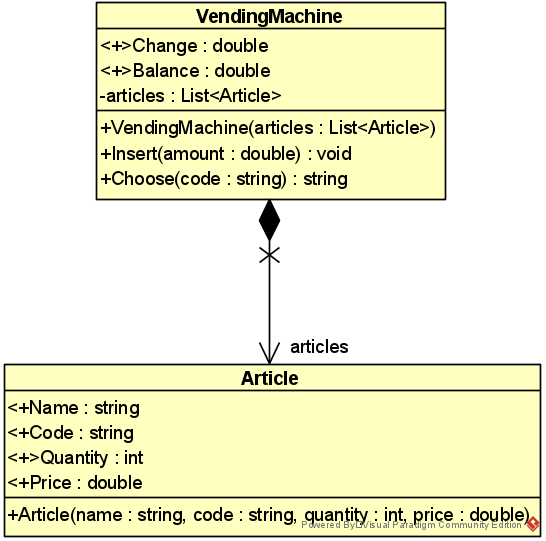 VendingMachine
<+>Change : double
<+>Balance : double
-articles : List<Article>
+VendingMachine(articles : List<Article>)
+Insert(amount : double) : void
+Choose(code : string) : string
articles
Article
<+Name : string
<+Code : string
<+>Quantity : int
<+Price : double
+Article(name : string, code : string, quantity : int, price : double)
Powered By Visual Paradigm Community Edition